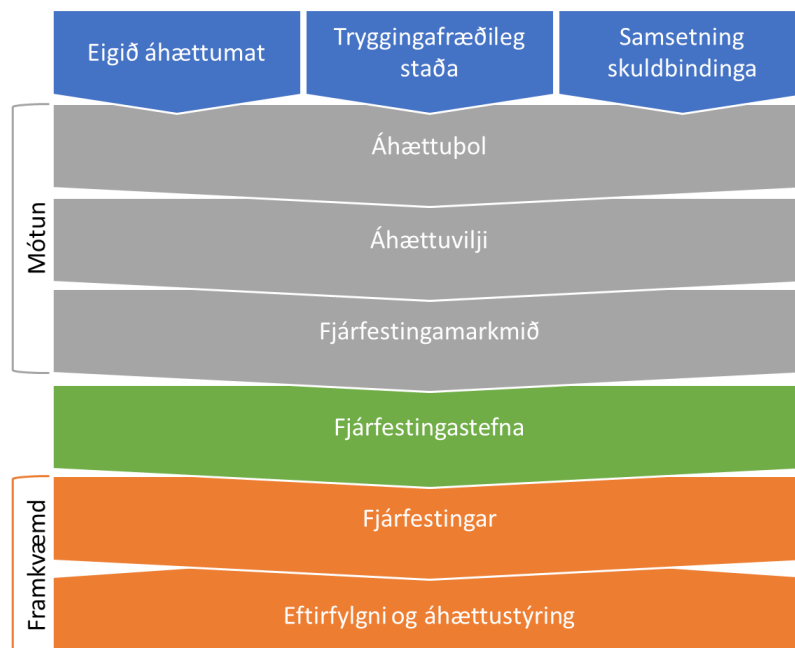 Eigið áhættumat
Tryggingafræðileg
staða
Samsetning
skuldbindinga
Mótun
Áhættuþol
Áhættuvilji
Fjárfestingamarkmið
Fjárfestingastefna
Framkvæmd
Fjárfestingar
Eftirfylgni og áhættustýring